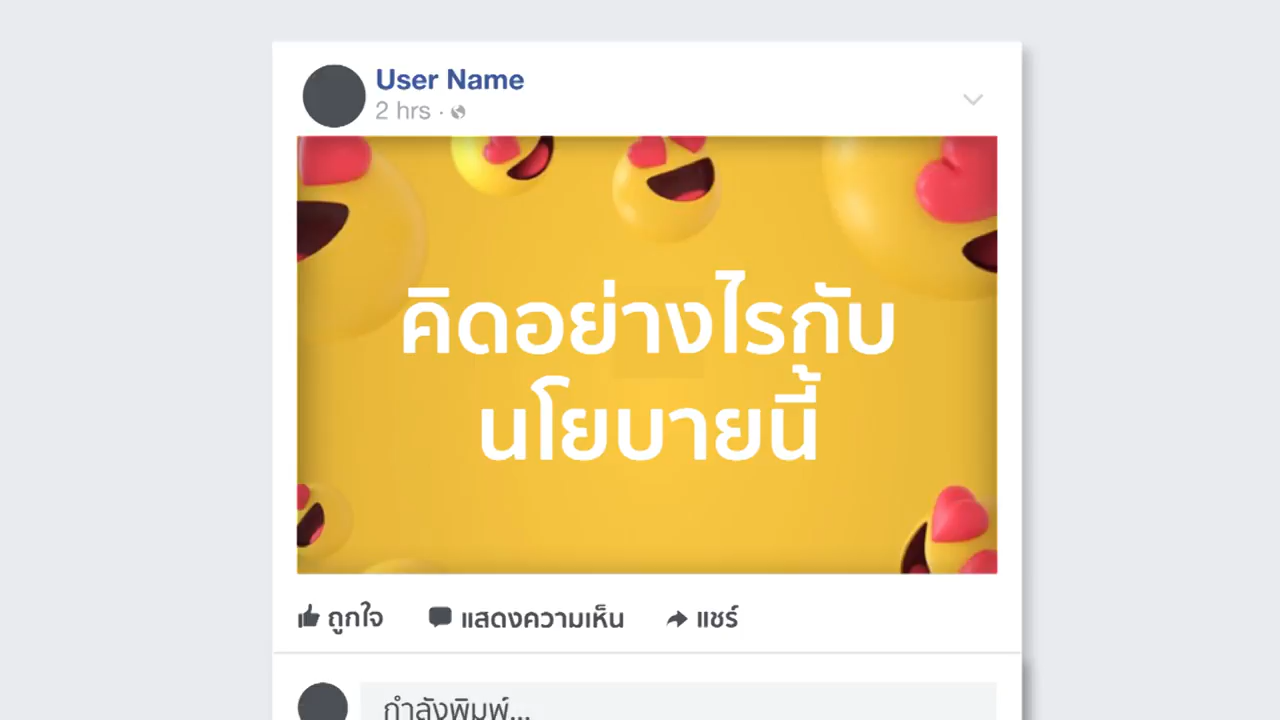 User Name
2 hrs ·
คิดอย่างไรกับ
นโยบายนี้
ถูกใจ แสดงความเห็น แชร์
กำลังพิมพ์...